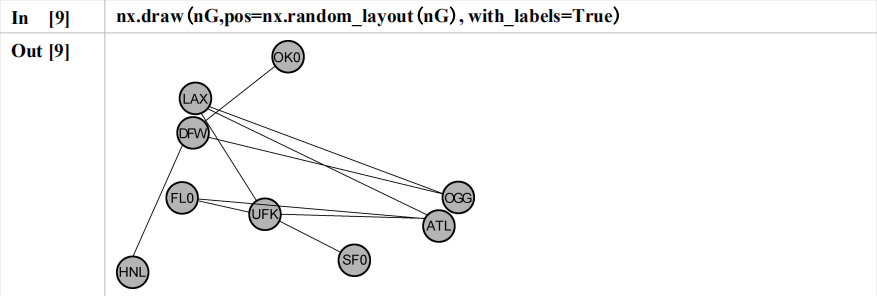 In [9]
nx.draw(nG,pos=nx.random_layout(nG), with_labels=True)
Out [9]
OK0
LAX
DFW
FL0
OGG
UFK
ATL
SF0
HNL